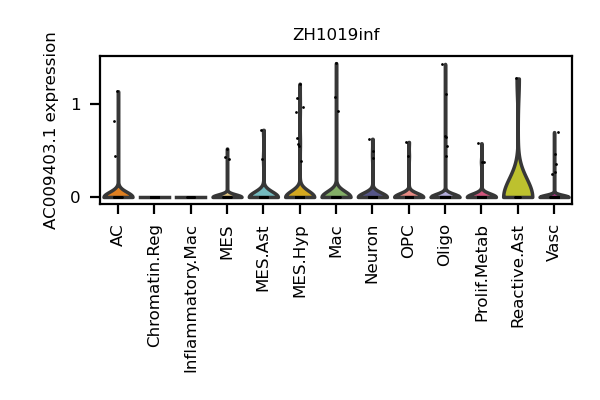 ZH1019inf
AC009403.1 expression
1
0
AC
Chromatin.Reg
Inflammatory.Mac
MES
MES.Ast
MES.Hyp
Mac
Neuron
OPC
Oligo
Prolif.Metab
Reactive.Ast
Vasc